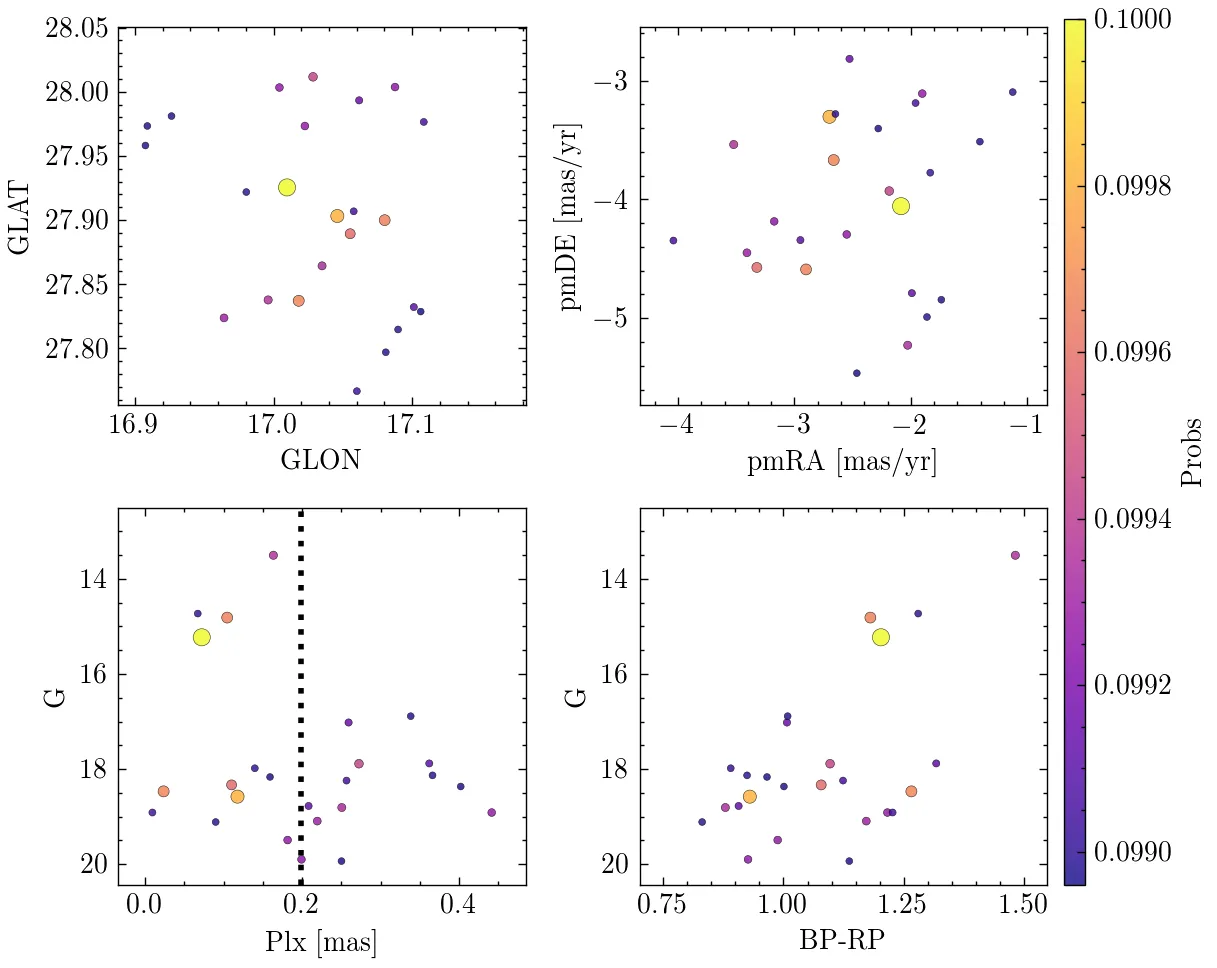 28.05
28.00
27.95
27.90
27.85
27.80
GLAT
16.9 17.0 17.1
GLON
−3
−4
−5
pmDE [mas/yr]
−4 −3 −2 −1
pmRA [mas/yr]
14
16
18
20
G
0.0 0.2 0.4
Plx [mas]
14
16
18
20
G
0.75 1.00 1.25 1.50
BP-RP
0.1000
0.0998
0.0996
0.0994
0.0992
0.0990
Probs